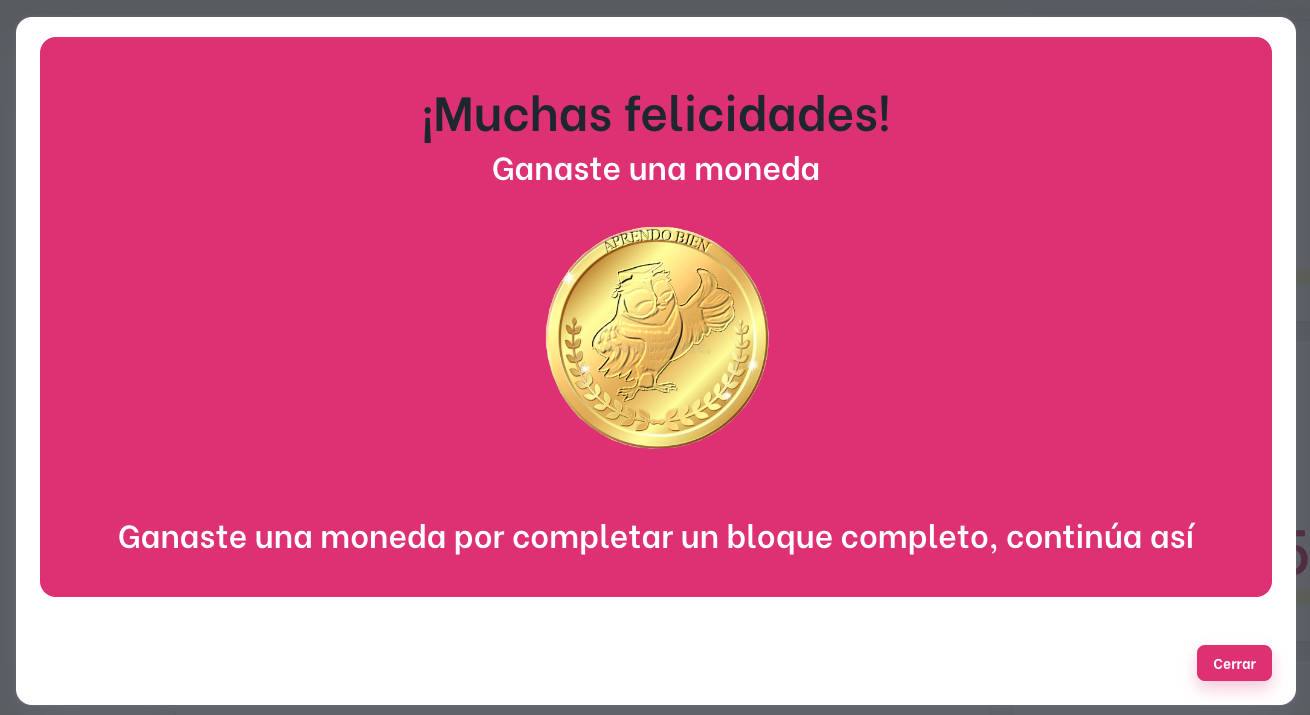 ¡Muchas felicidades!
Ganaste una moneda
APRENDO BIEN
Ganaste una moneda por completar un bloque completo, continúa así
Cerrar